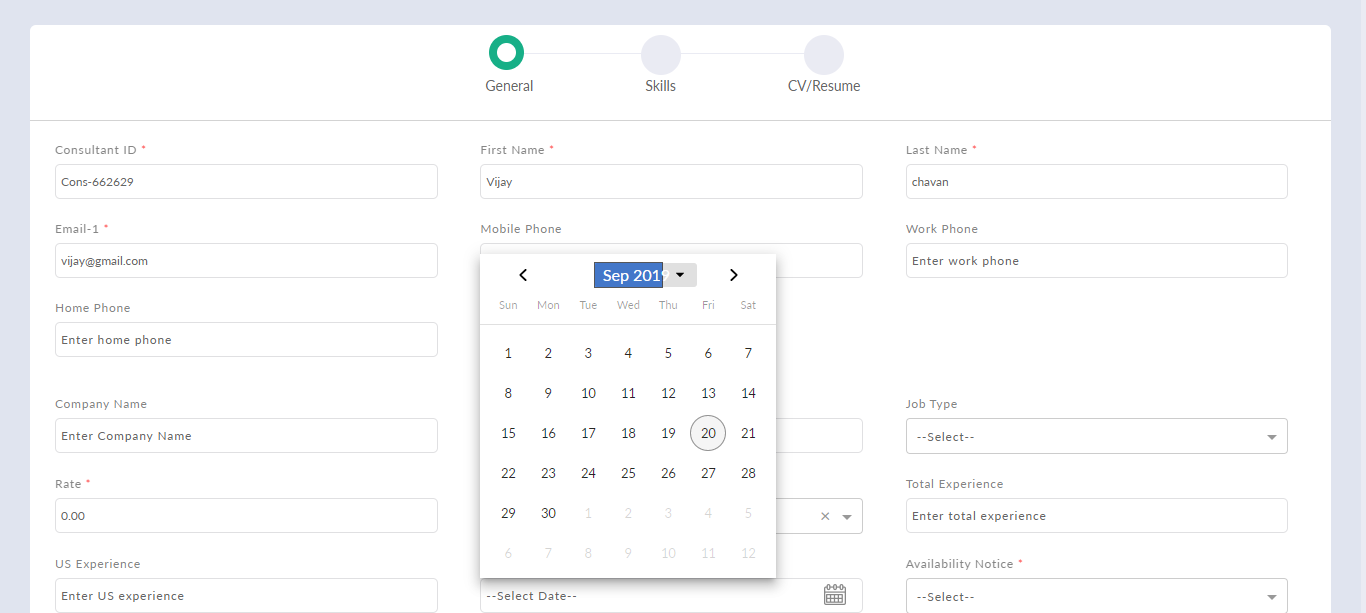 General Skills CV/Resume
Consultant ID * First Name * Last Name *
Cons-662629 Vijay chavan
Email-1 * Mobile Phone Work Phone
vijay@gmail.com Enter work phone
Sep 2019
Home Phone Sun Mon Tue Wed Thu Fri Sat
Enter home phone
1 2 3 4 5 6 7
8 9 10 11 12 13 14
Company Name Job Type
Enter Company Name 15 16 17 18 19 20 21 --Select--
22 23 24 25 26 27 28
Rate * Total Experience
0.00 29 30 1 2 3 4 5 × Enter total experience
6 7 8 9 10 11 12
US Experience Availability Notice *
Enter US experience --Select Date-- --Select--